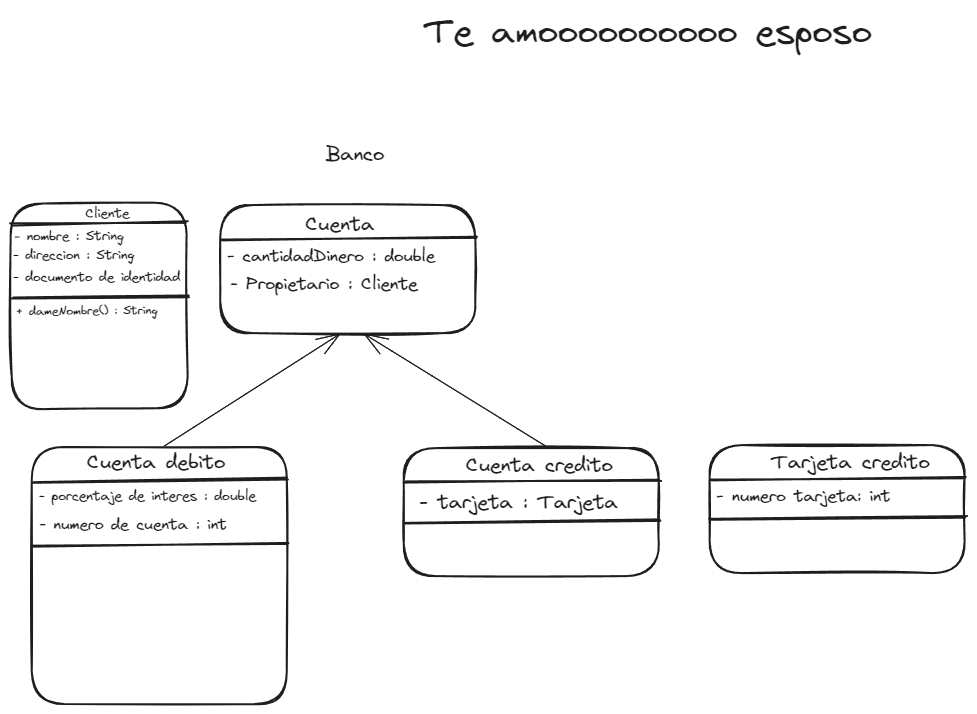 Te amoooooooooo esposo
Banco
Cliente
- nombre : String
- direccion : String
- documento de identidad
+ dameNombre() : String
Cuenta
- cantidadDinero : double
- Propietario : Cliente
Cuenta debito
- porcentaje de interes : double
- numero de cuenta : int
Cuenta credito
- tarjeta : Tarjeta
Tarjeta credito
- numero tarjeta: int